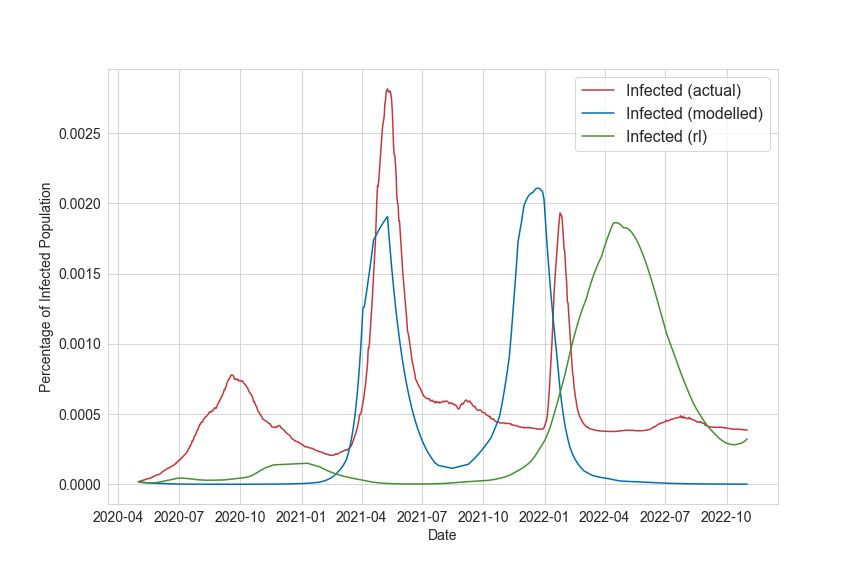 Infected (actual)
Infected (modelled)
Infected (rl)
Percentage of Infected Population
0.0025
0.0020
0.0015
0.0010
0.0005
0.0000
2020-04 2020-07 2020-10 2021-01 2021-04 2021-07 2021-10 2022-01 2022-04 2022-07 2022-10
Date